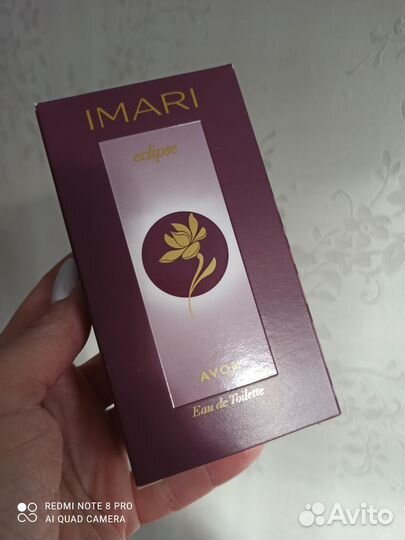 IMARI
eclipse
AVON
Eau de Toilette
REDMI NOTE 8 PRO
AI QUAD CAMERA
Avito